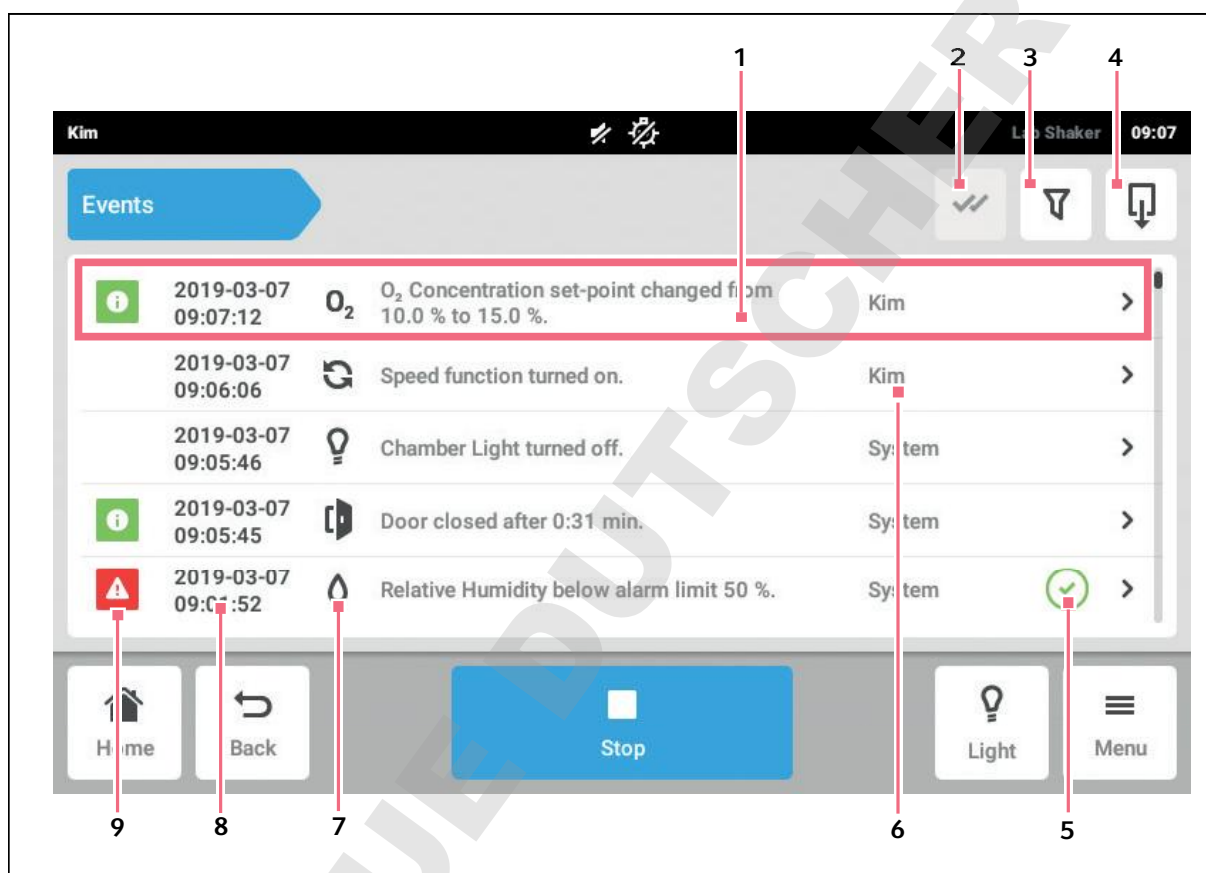 1 2 3 4
Kim Lab Shaker 09:07
Events
2019-03-07
09:07:12
O₂
O₂ Concentration set-point changed from
10.0 % to 15.0 %.
Kim
2019-03-07
09:06:06
Speed function turned on.
Kim
2019-03-07
09:05:46
Chamber Light turned off.
System
2019-03-07
09:05:45
Door closed after 0:31 min.
System
2019-03-07
Relative Humidity below alarm limit 50 %.
System
Home
Back
Stop
Light
Menu
9 8 7 6 5
UE DUTSCHER